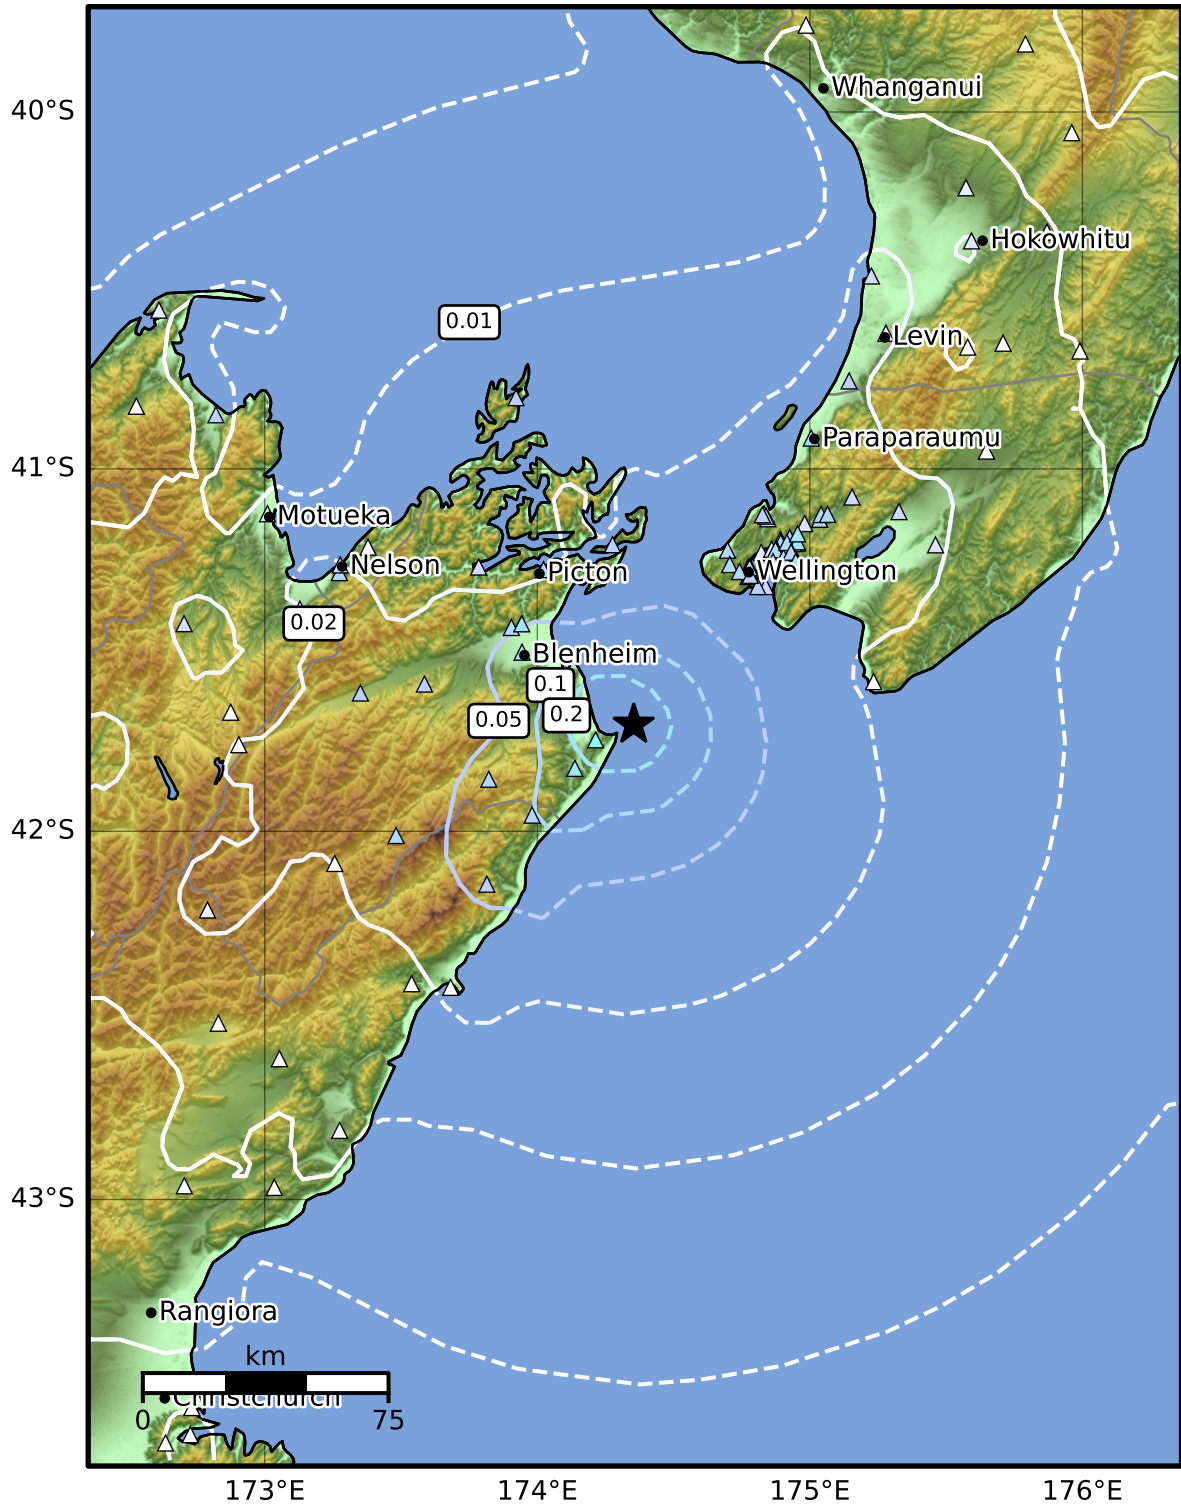 40°S
Whanganui
Hokowhitu
0.01
Levin
Paraparaumu
41°S
Motueka
Nelson
Picton
Wellington
0.02
Blenheim
0.1
0.2
0.05
42°S
43°S
Rangiora
km
Christchurch
0
75
173°E
174°E
175°E
176°E